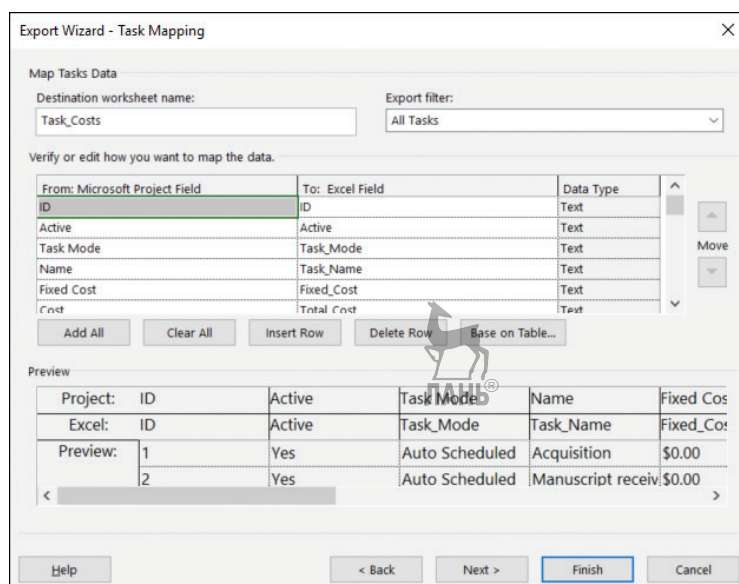 Export Wizard - Task Mapping
Map Tasks Data
Destination worksheet name: Export filter:
Task_Costs All Tasks
Verify or edit how you want to map the data.
From: Microsoft Project Field To: Excel Field Data Type
ID ID Text
Active Active Text
Task Mode Task_Mode Text
Name Task_Name Text
Fixed Cost Fixed_Cost Text
Cost Total_Cost Text
Move
Add All Clear All Insert Row Delete Row Base on Table...
ЛАНЬ®
Preview
Project: ID Active Task Mode Name Fixed Cos
Excel: ID Active Task_Mode Task_Name Fixed_Cos
Preview: 1 Yes Auto Scheduled Acquisition $0.00
2 Yes Auto Scheduled Manuscript receiv $0.00
Help < Back Next > Finish Cancel